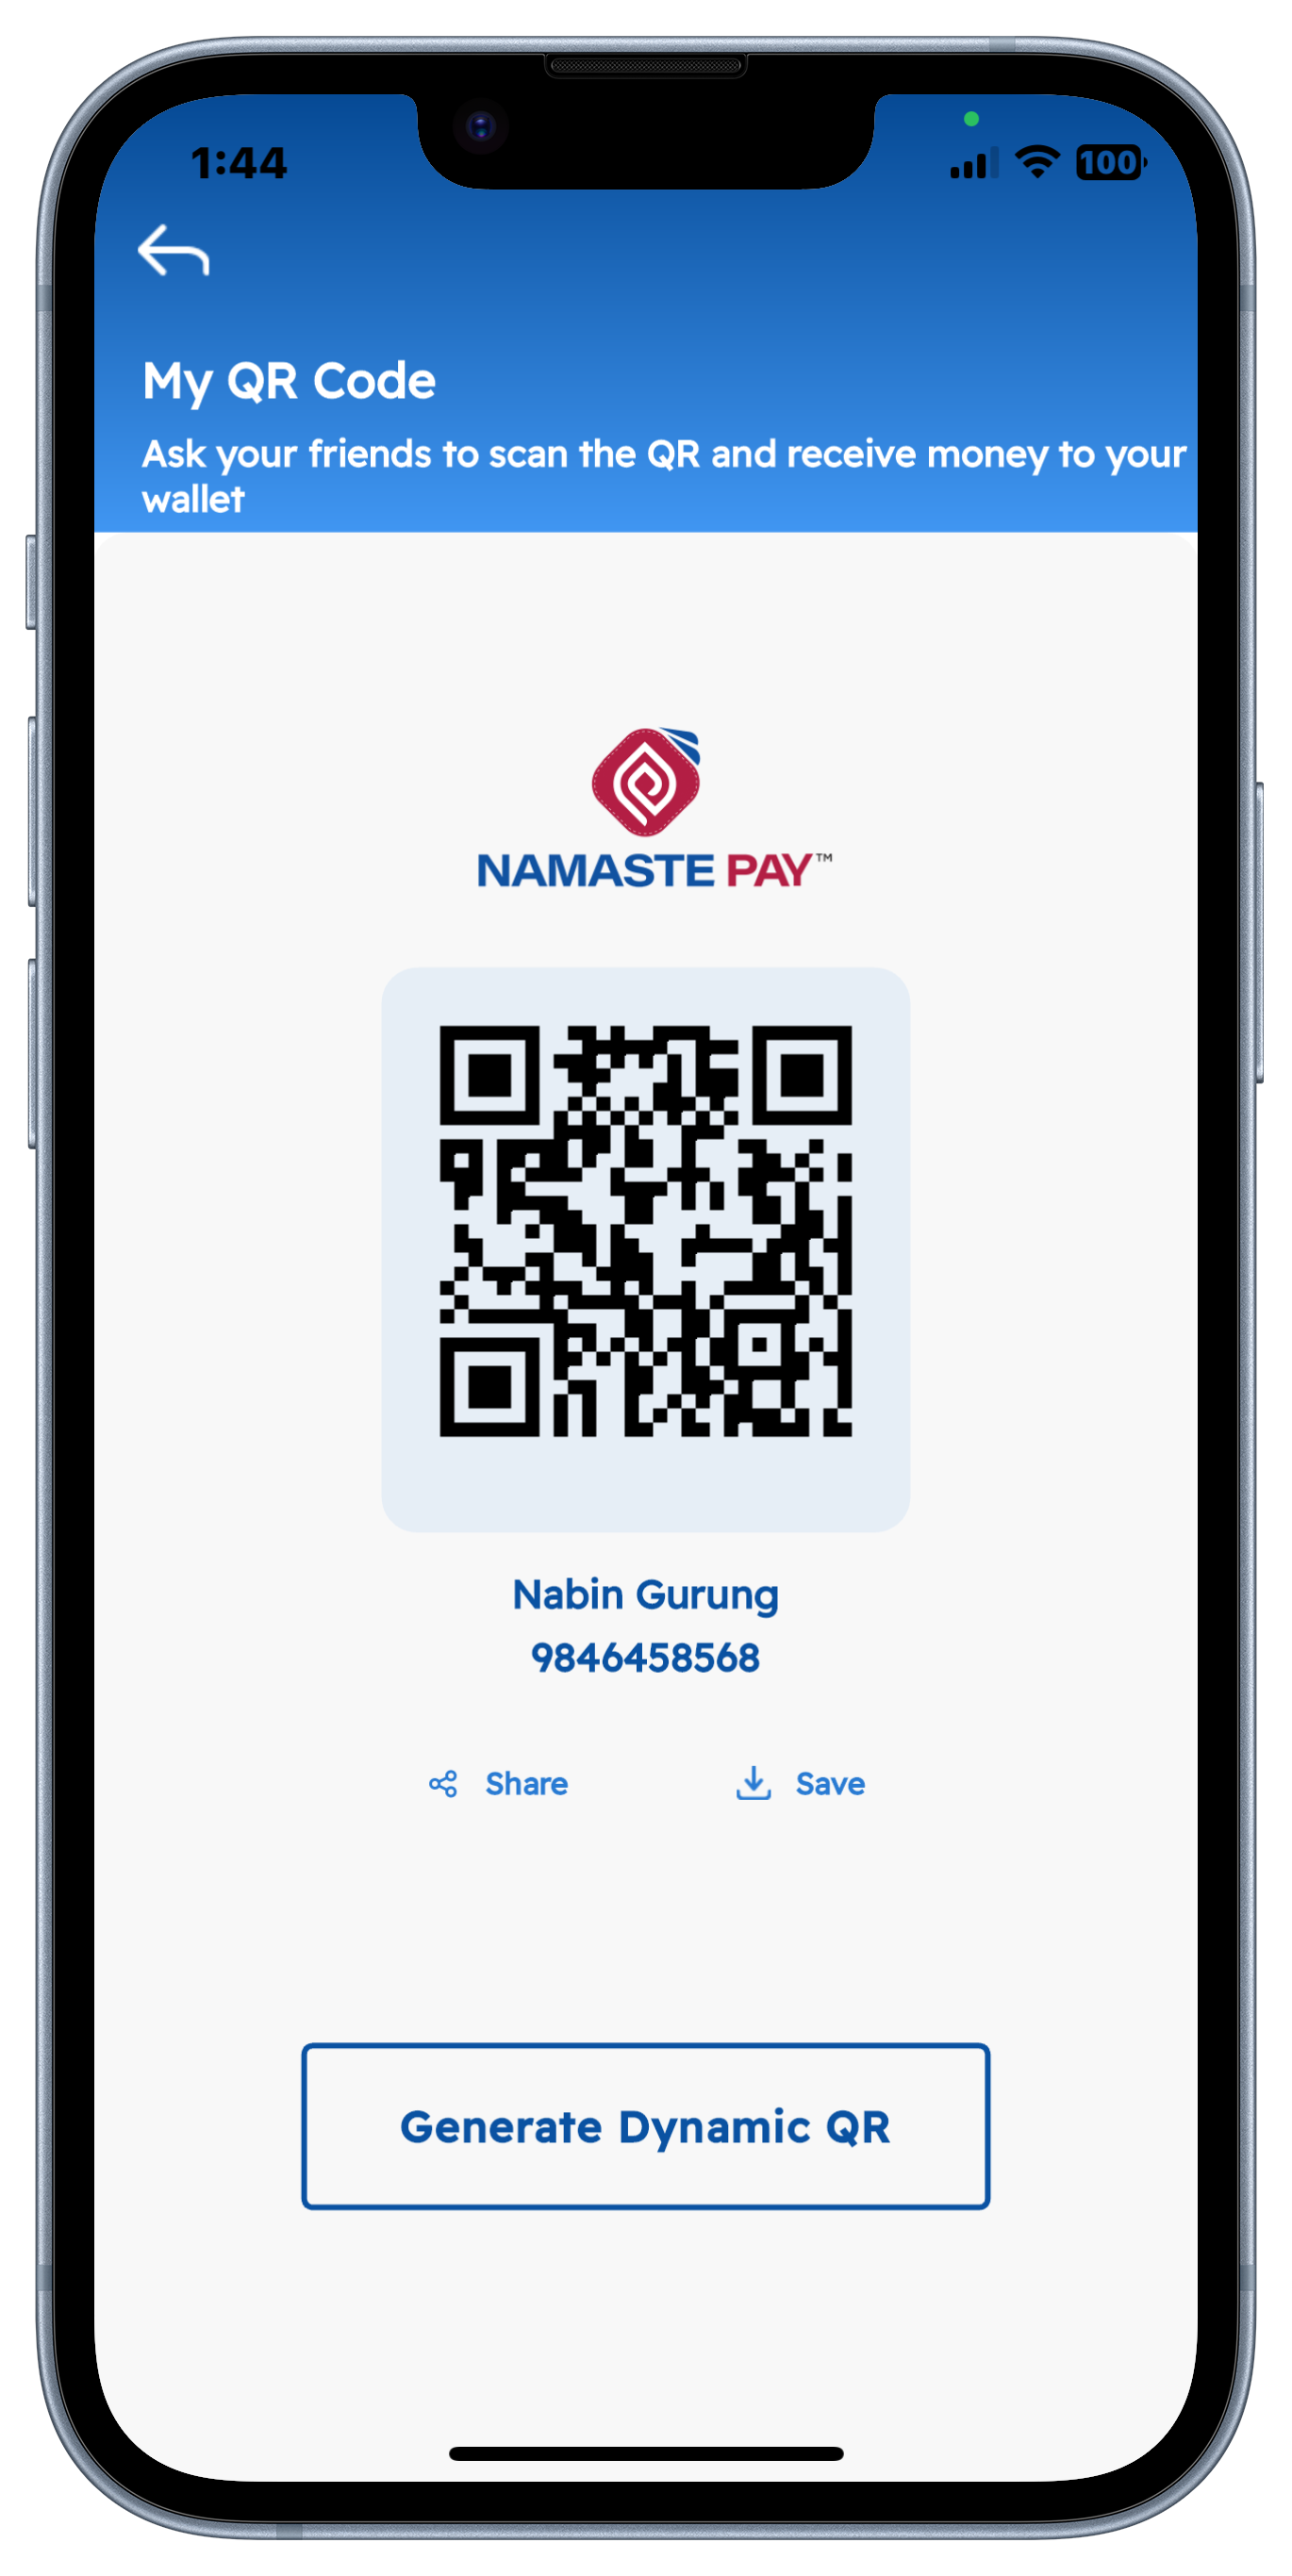 1:44
100
My QR Code
Ask your friends to scan the QR and receive money to your
wallet
NAMASTE PAY™
Nabin Gurung
9846458568
Share
Save
Generate Dynamic QR